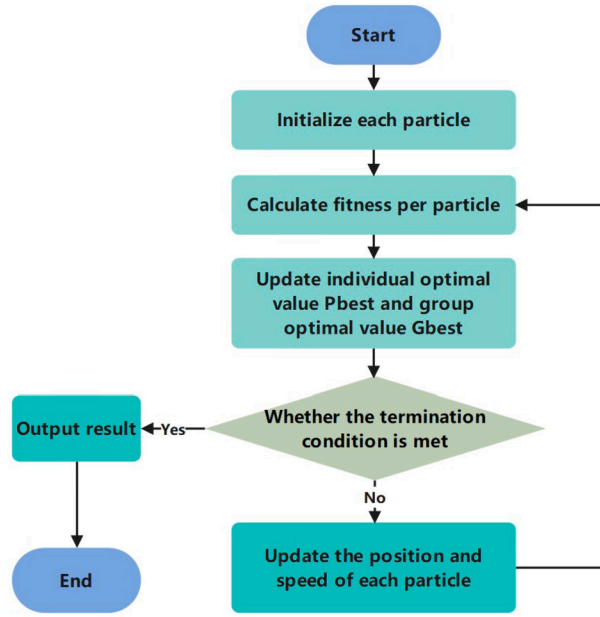 Start
Initialize each particle
Calculate fitness per particle
Update individual optimal
value Pbest and group
optimal value Gbest
Whether the termination
condition is met
Yes
Output result
No
Update the position and
speed of each particle
End